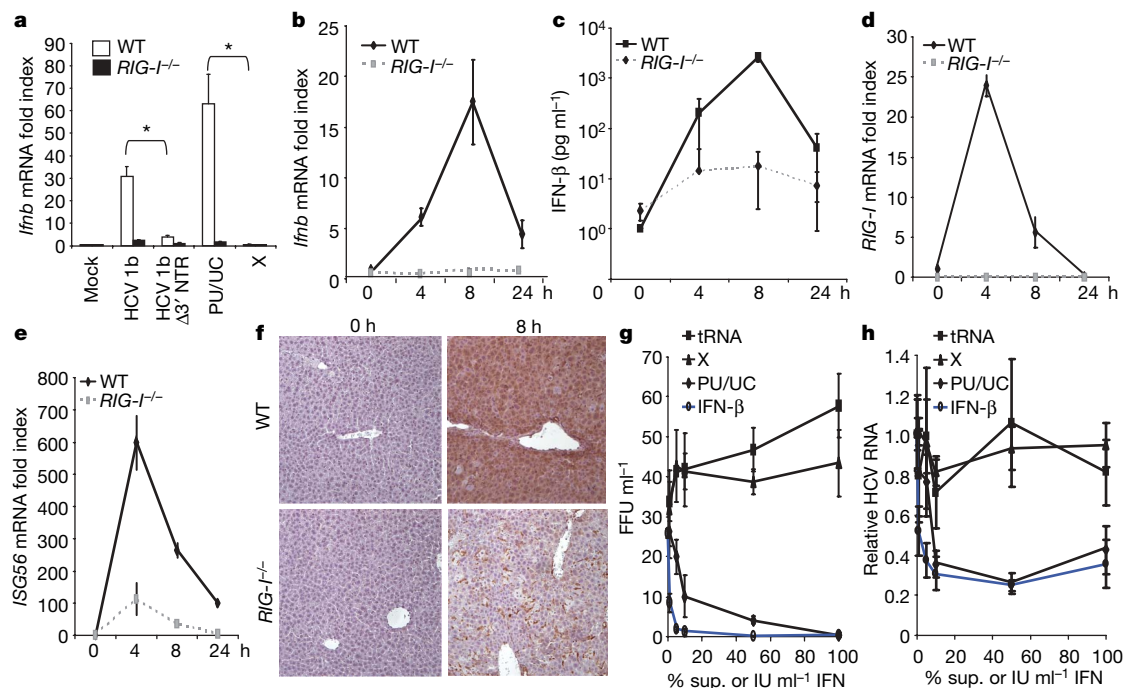 a
WT
RIG-I–/–
*
*
Ifnb mRNA fold index
90
80
70
60
50
40
30
20
10
0
Mock
HCV 1b
HCV 1b
Δ3′ NTR
PU/UC
X
b
WT
RIG-I–/–
Ifnb mRNA fold index
25
20
15
10
5
0
0 4 8 24 h
c
WT
RIG-I–/–
IFN-β (pg ml–1)
10⁴
10³
10²
10¹
10⁰
0
0 4 8 24 h
d
WT
RIG-I–/–
RIG-I mRNA fold index
30
25
20
15
10
5
0
0 4 8 24 h
e
WT
RIG-I–/–
ISG56 mRNA fold index
800
700
600
500
400
300
200
100
0
0 4 8 24 h
f
0 h 8 h
WT
RIG-I–/–
g
tRNA
X
PU/UC
IFN-β
FFU ml–1
70
60
50
40
30
20
10
0
0 20 40 60 80 100
% sup. or IU ml–1 IFN
h
tRNA
X
PU/UC
IFN-β
Relative HCV RNA
1.4
1.2
1.0
0.8
0.6
0.4
0.2
0
0 20 40 60 80 100
% sup. or IU ml–1 IFN